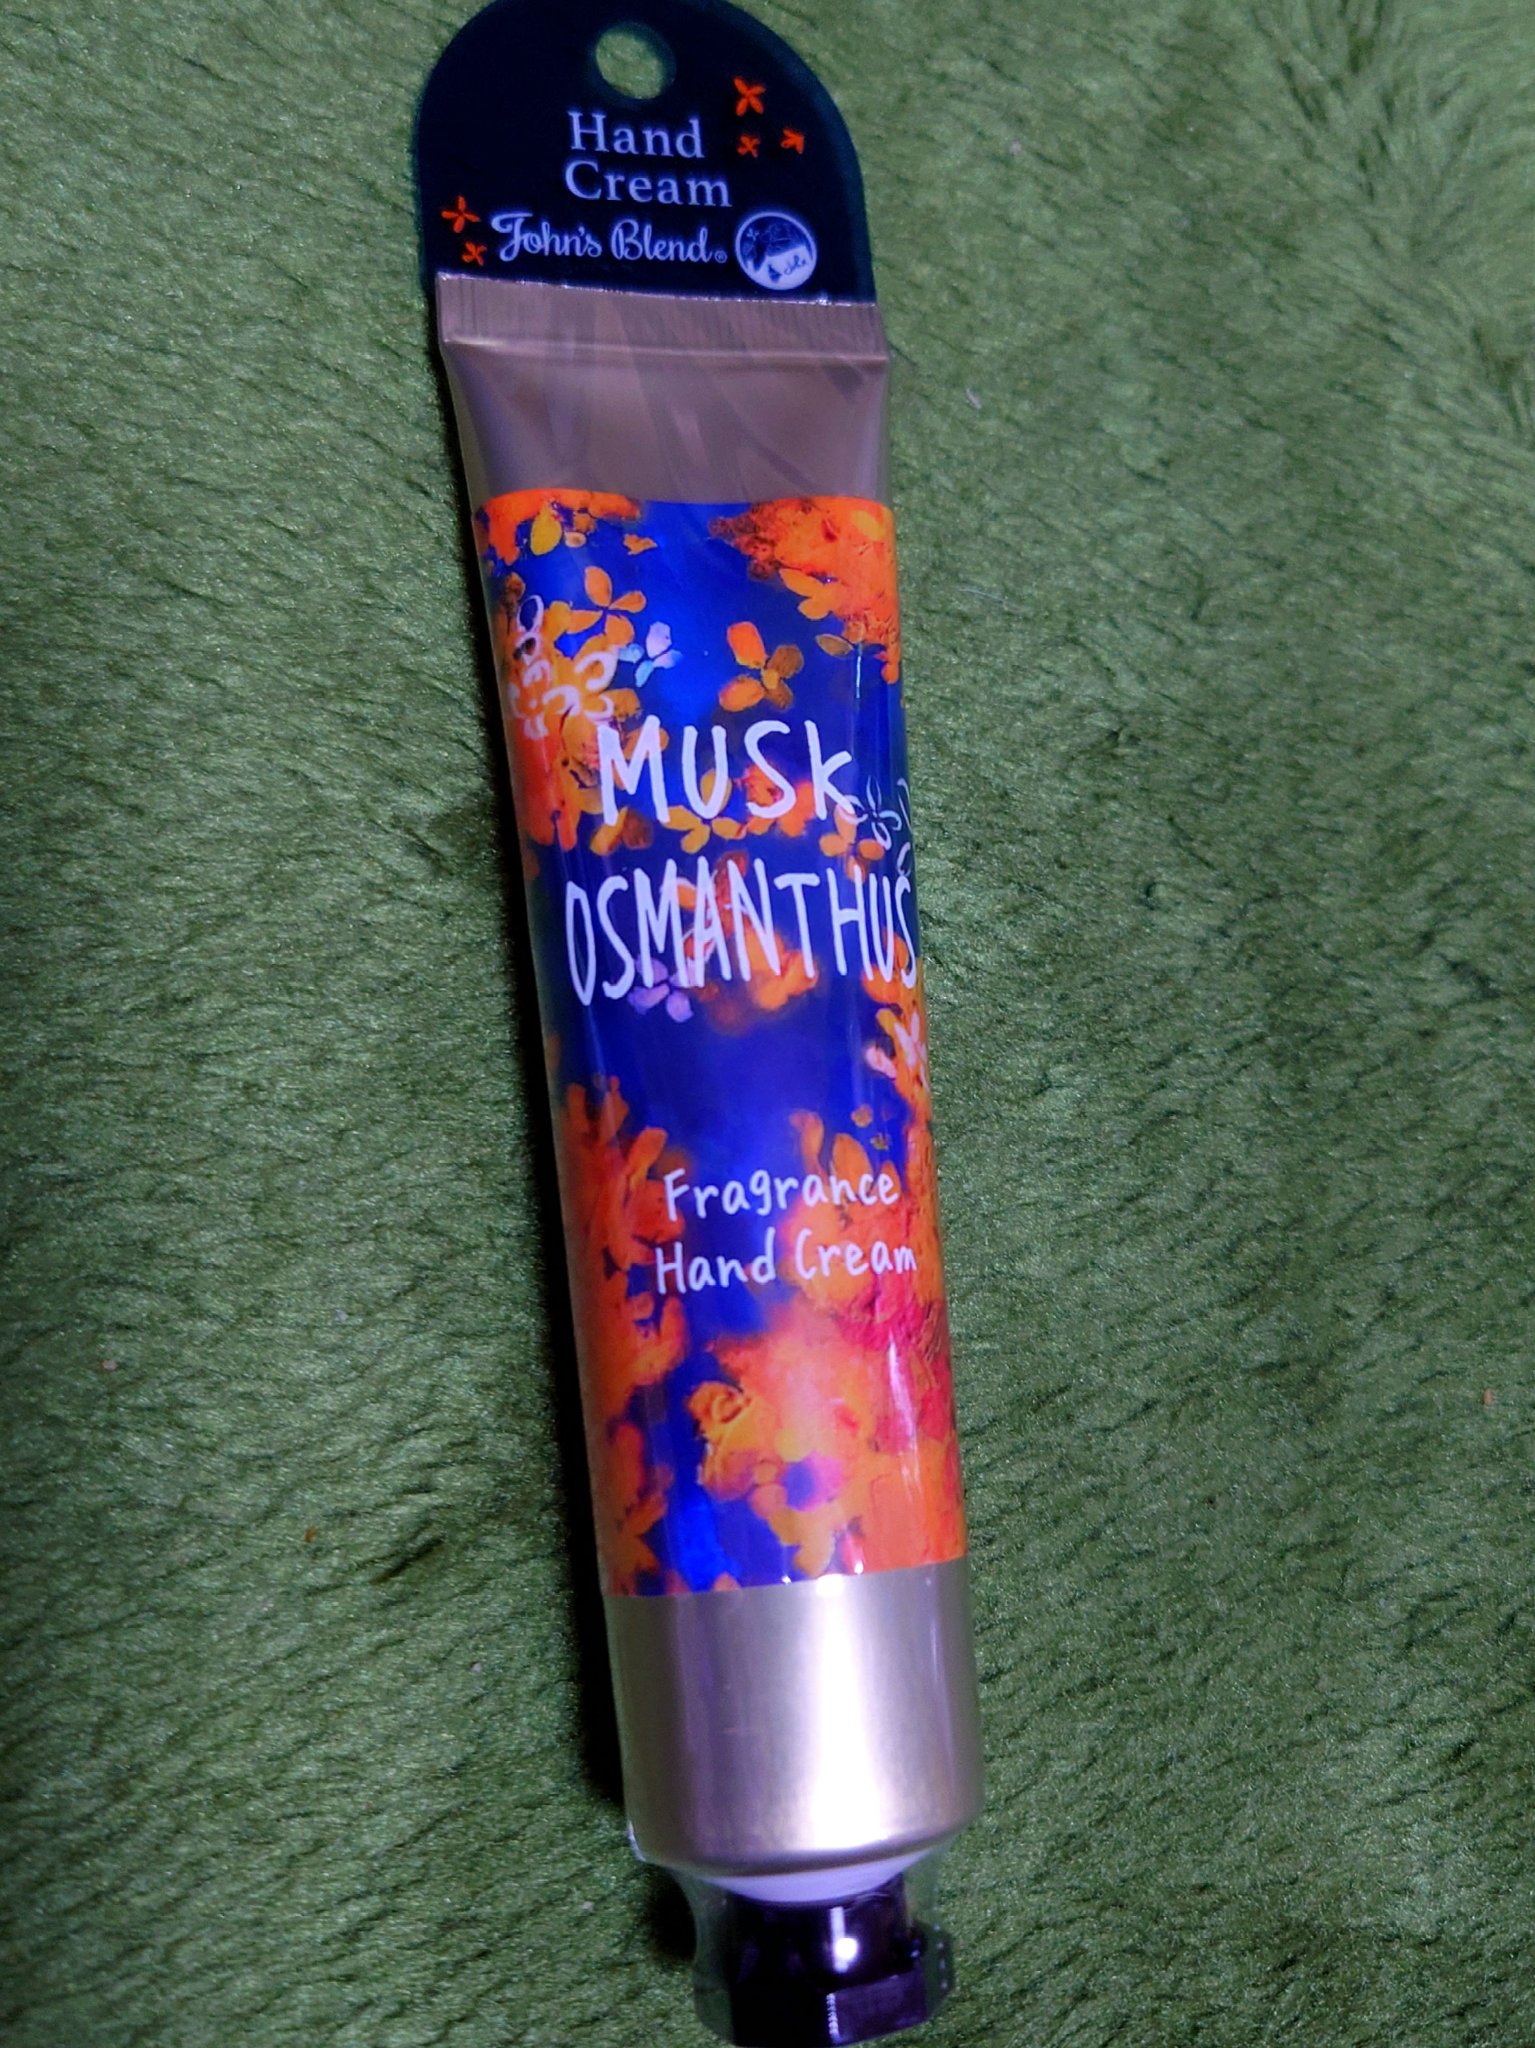 Hand
Cream
John's Blend®
MUSK
OSMANTHUS
Fragrance
Hand Cream